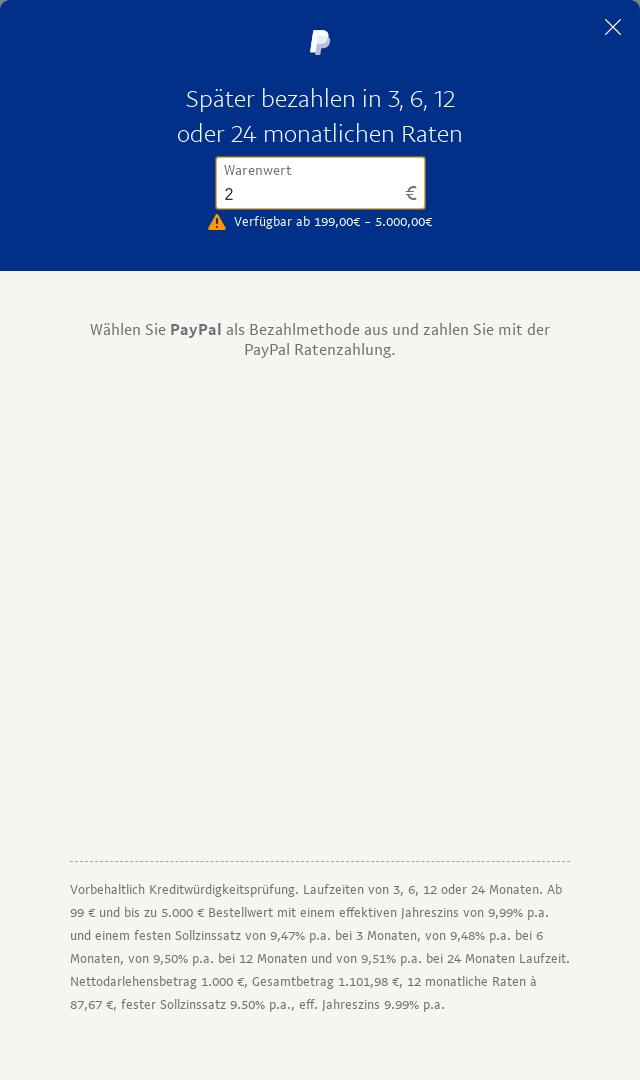 Später bezahlen in 3, 6, 12
oder 24 monatlichen Raten
Warenwert
2 €
Verfügbar ab 199,00€ – 5.000,00€
Wählen Sie PayPal als Bezahlmethode aus und zahlen Sie mit der
PayPal Ratenzahlung.
Vorbehaltlich Kreditwürdigkeitsprüfung. Laufzeiten von 3, 6, 12 oder 24 Monaten. Ab
99 € und bis zu 5.000 € Bestellwert mit einem effektiven Jahreszins von 9,99% p.a.
und einem festen Sollzinssatz von 9,47% p.a. bei 3 Monaten, von 9,48% p.a. bei 6
Monaten, von 9,50% p.a. bei 12 Monaten und von 9,51% p.a. bei 24 Monaten Laufzeit.
Nettodarlehensbetrag 1.000 €, Gesamtbetrag 1.101,98 €, 12 monatliche Raten à
87,67 €, fester Sollzinssatz 9.50% p.a., eff. Jahreszins 9.99% p.a.